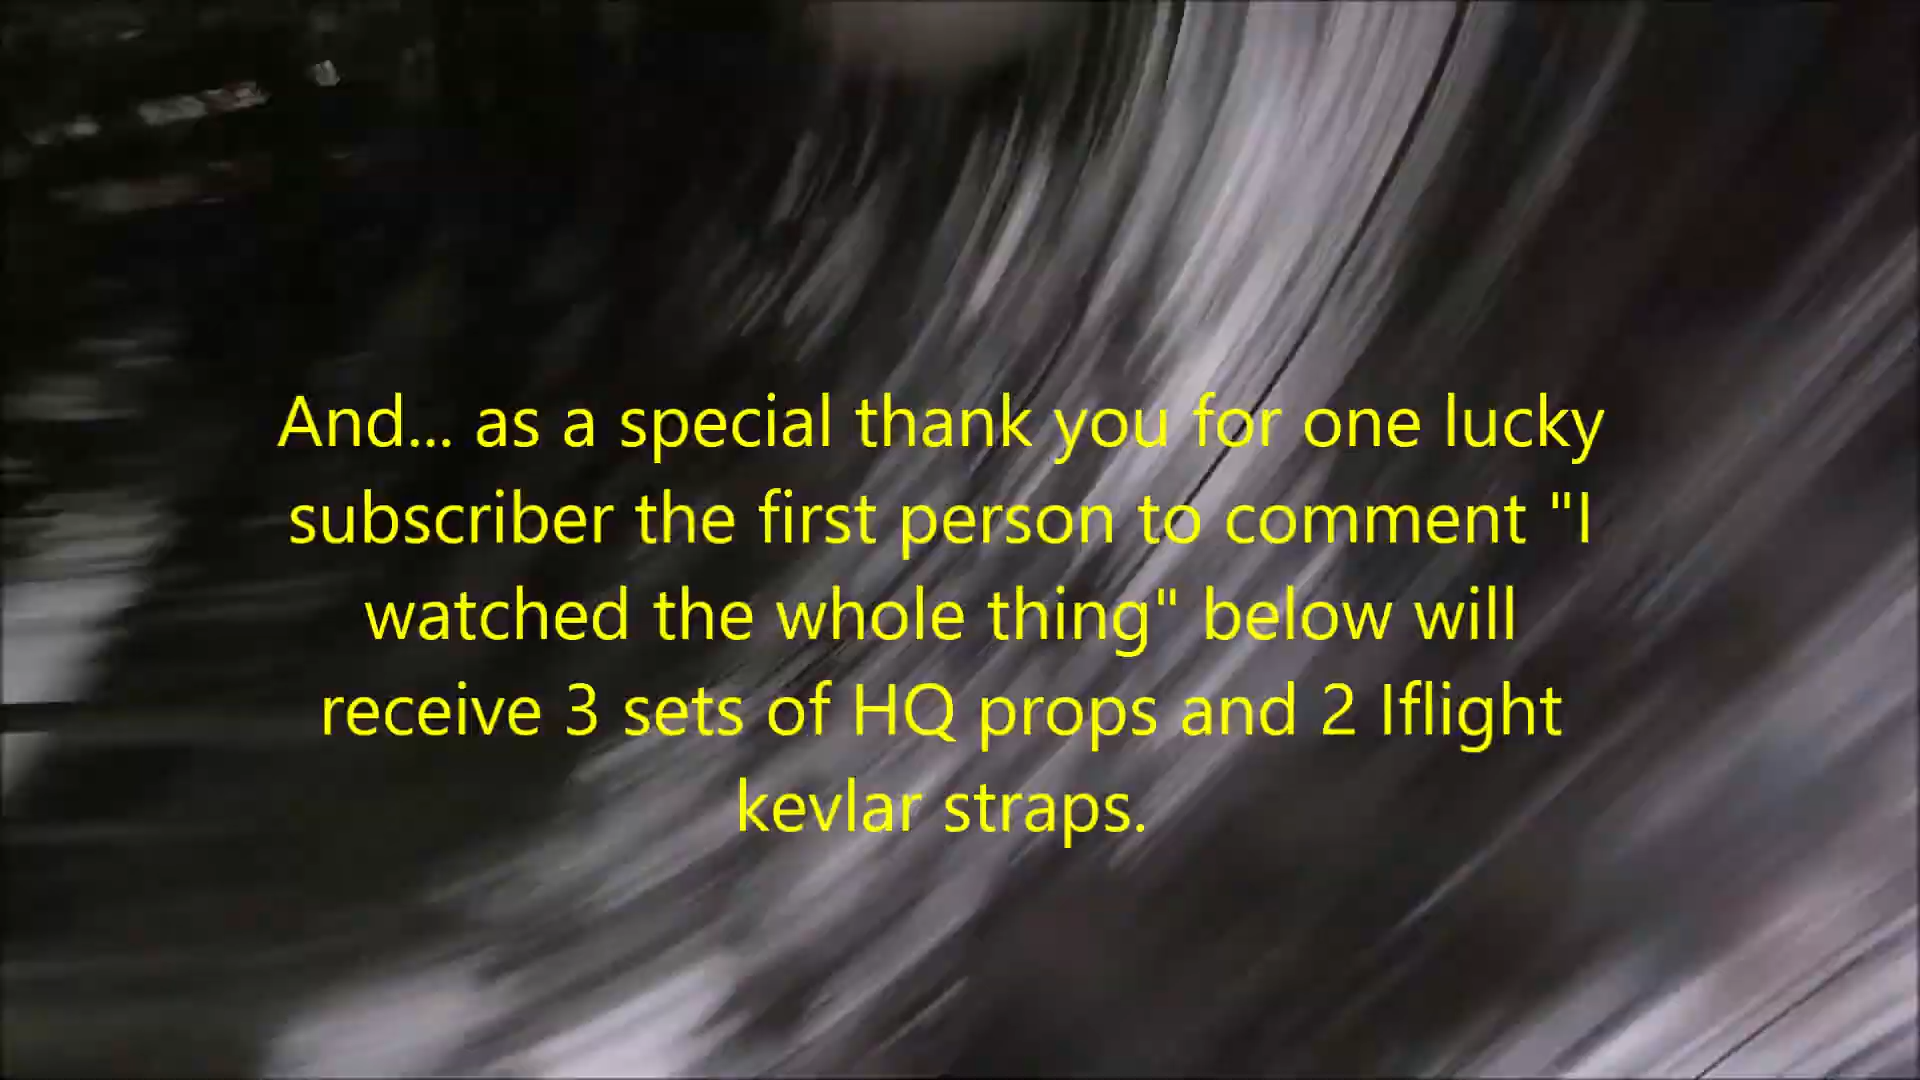 And... as a special thank you for one lucky
subscriber the first person to comment "I
watched the whole thing" below will
receive 3 sets of HQ props and 2 Iflight
kevlar straps.